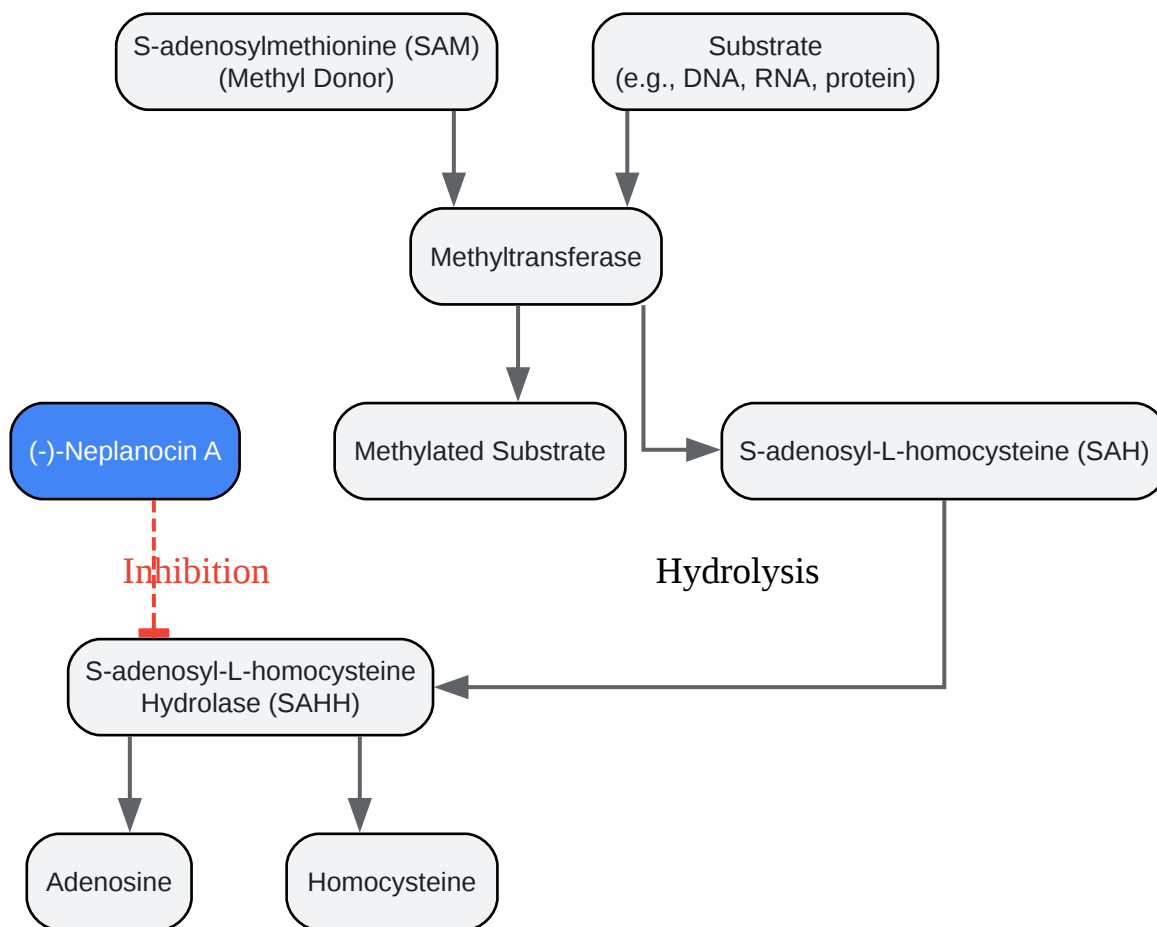 S-adenosylmethionine (SAM)
(Methyl Donor)
Substrate
(e.g., DNA, RNA, protein)
Methyltransferase
(-)-Neplanocin A
Methylated Substrate
S-adenosyl-L-homocysteine (SAH)
Inhibition
Hydrolysis
S-adenosyl-L-homocysteine
Hydrolase (SAHH)
Adenosine
Homocysteine